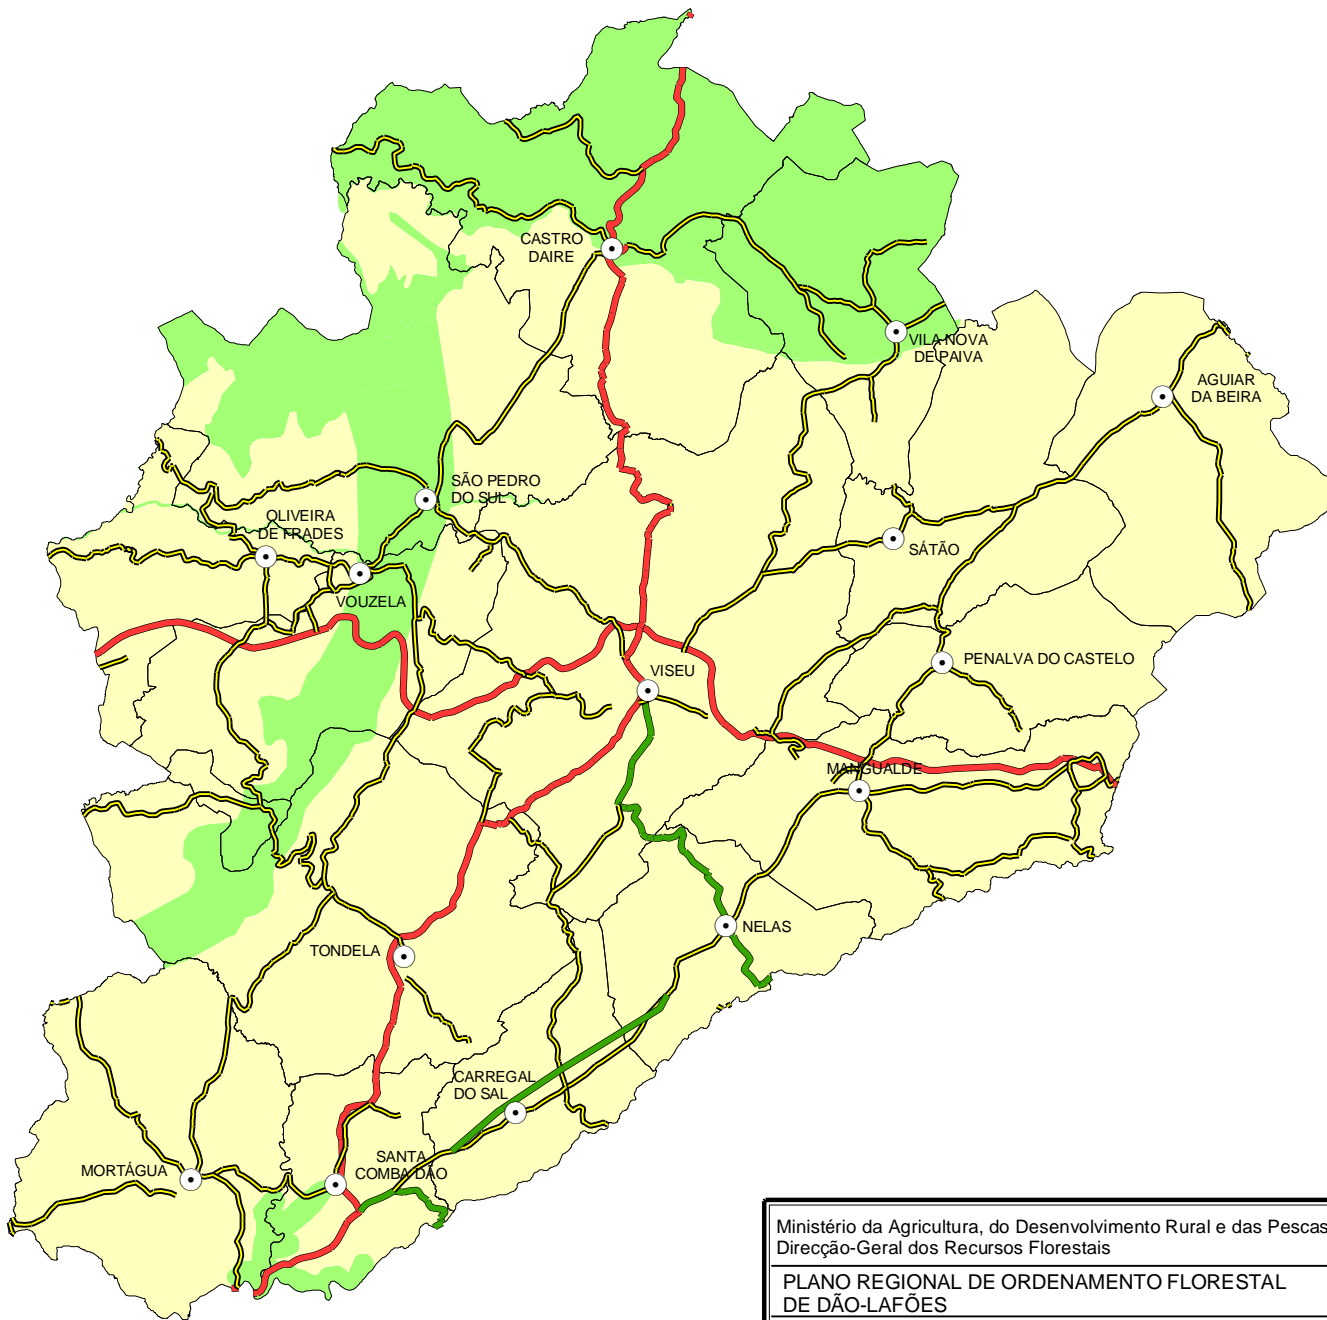 CASTRO
DAIRE
VILA NOVA
DE PAIVA
AGUIAR
DA BEIRA
SÃO PEDRO
DO SUL
OLIVEIRA
DE FRADES
SÁTÃO
VOUZELA
VISEU
PENALVA DO CASTELO
MANGUALDE
NELAS
TONDELA
CARREGAL
DO SAL
SANTA
COMBA DÃO
MORTÁGUA
Ministério da Agricultura, do Desenvolvimento Rural e das Pescas
Direcção-Geral dos Recursos Florestais
PLANO REGIONAL DE ORDENAMENTO FLORESTAL
DE DÃO-LAFÕES